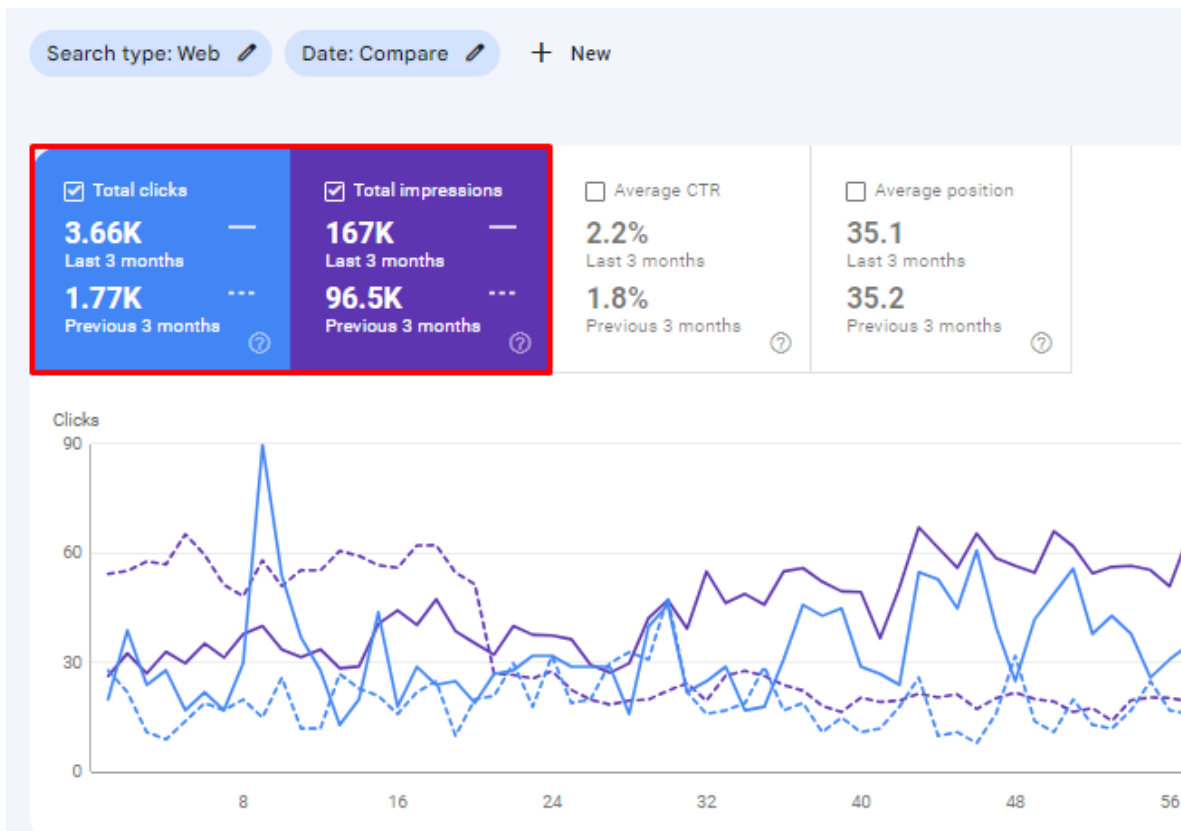 Search type: Web
Date: Compare
+ New
Total clicks
3.66K
Last 3 months
1.77K
Previous 3 months
Total impressions
167K
Last 3 months
96.5K
Previous 3 months
Average CTR
2.2%
Last 3 months
1.8%
Previous 3 months
Average position
35.1
Last 3 months
35.2
Previous 3 months
Clicks
90
60
30
0
8 16 24 32 40 48 56